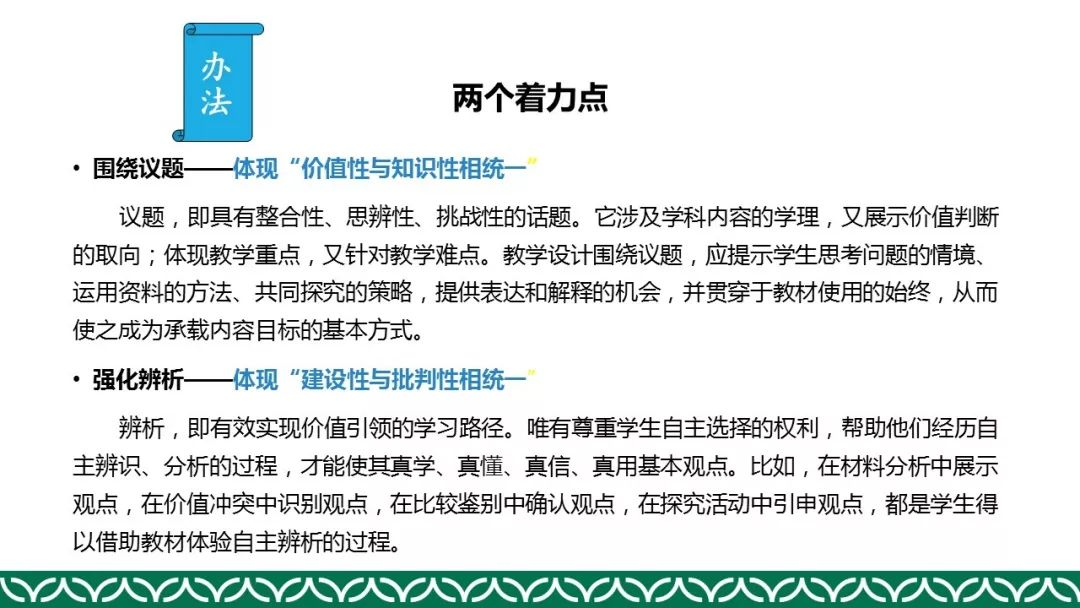 办
法
两个着力点
• 围绕议题——体现“价值性与知识性相统一”
议题，即具有整合性、思辨性、挑战性的话题。它涉及学科内容的学理，又展示价值判断
的取向；体现教学重点，又针对教学难点。教学设计围绕议题，应提示学生思考问题的情境、
运用资料的方法、共同探究的策略，提供表达和解释的机会，并贯穿于教材使用的始终，从而
使之成为承载内容目标的基本方式。
• 强化辨析——体现“建设性与批判性相统一”
辨析，即有效实现价值引领的学习路径。唯有尊重学生自主选择的权利，帮助他们经历自
主辨识、分析的过程，才能使其真学、真懂、真信、真用基本观点。比如，在材料分析中展示
观点，在价值冲突中识别观点，在比较鉴别中确认观点，在探究活动中引申观点，都是学生得
以借助教材体验自主辨析的过程。